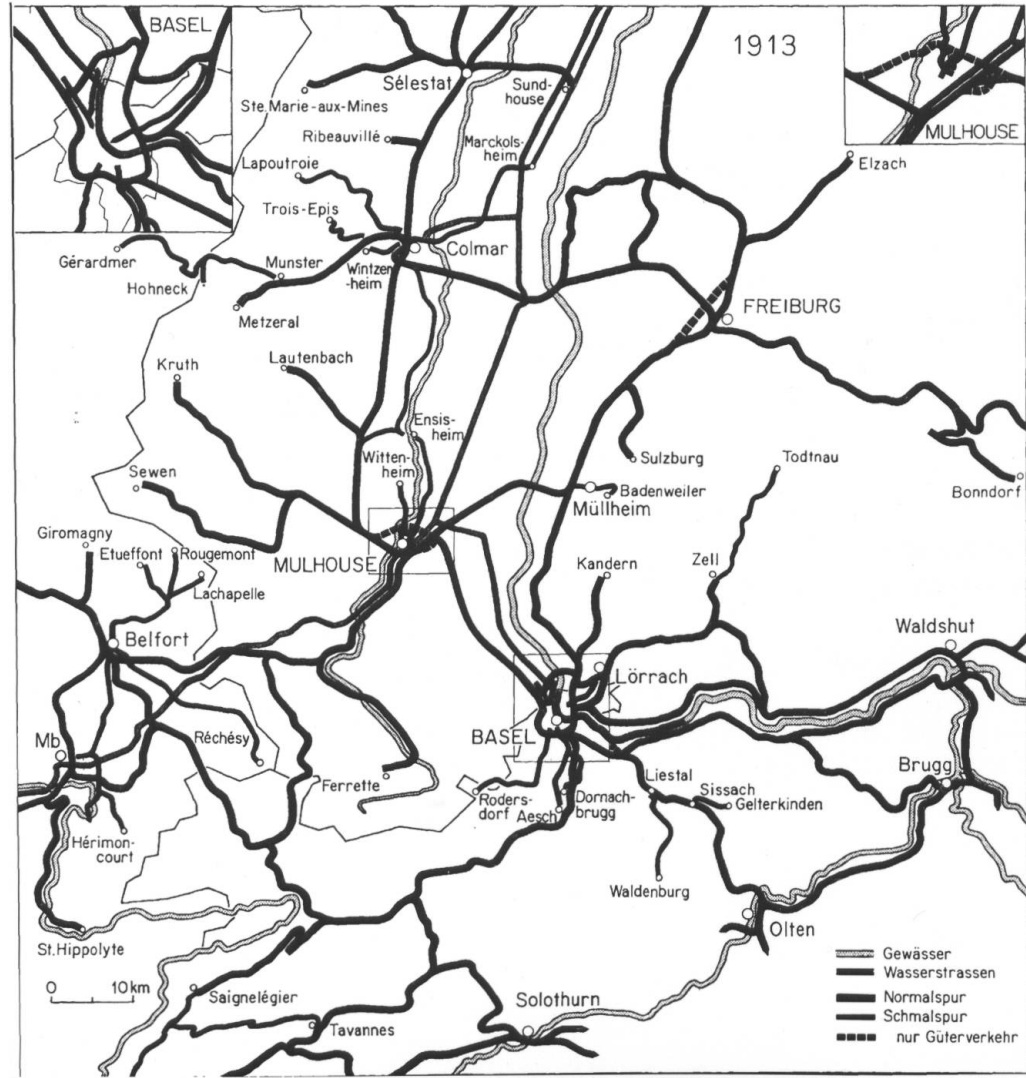 BASEL
1913
MULHOUSE
Sélestat
Sund-
house
Ste. Marie-aux-Mines
Ribeauvillé
Marckols-
heim
Lapoutroie
Elzach
Trois-Epis
Colmar
Gérardmer
Munster
Wintzen
-heim
Hohneck
Metzeral
FREIBURG
Kruth
Lautenbach
Ensis-
heim
Witten-
heim
Sulzburg
Todtnau
Sewen
Badenweiler
Müllheim
Bonndorf
Giromagny
Etueffont
Rougemont
MULHOUSE
Kandern
Zell
Lachapelle
Belfort
Waldshut
Lörrach
Mb
BASEL
Réchésy
Ferrette
Liestal
Brugg
Roders-
dorf
Aesch
Dornach-
brugg
Sissach
Gelterkinden
Hérimon-
court
Waldenburg
Olten
St. Hippolyte
0 10 km
Saignelégier
Solothurn
Tavannes
Gewässer
Wasserstrassen
Normalspur
Schmalspur
nur Güterverkehr